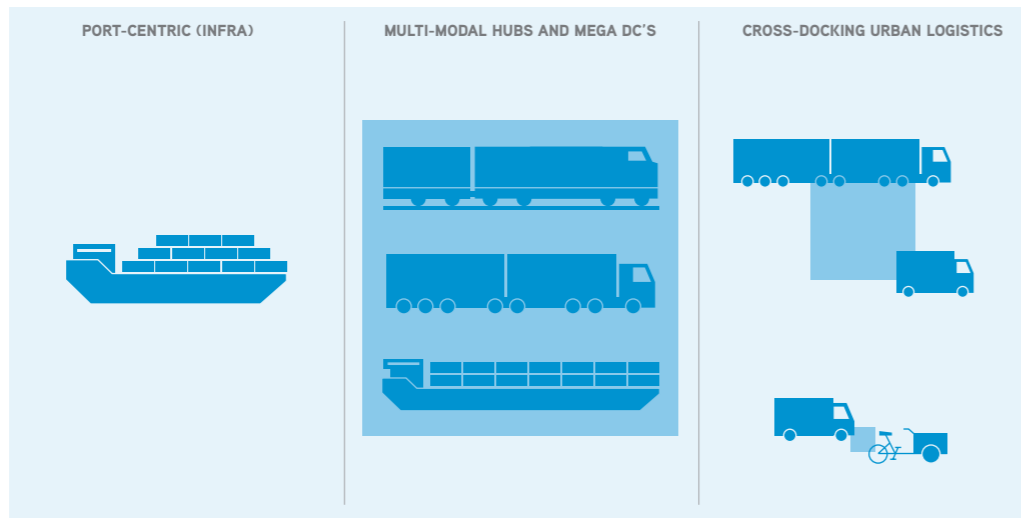 PORT-CENTRIC (INFRA)
MULTI-MODAL HUBS AND MEGA DC'S
CROSS-DOCKING URBAN LOGISTICS